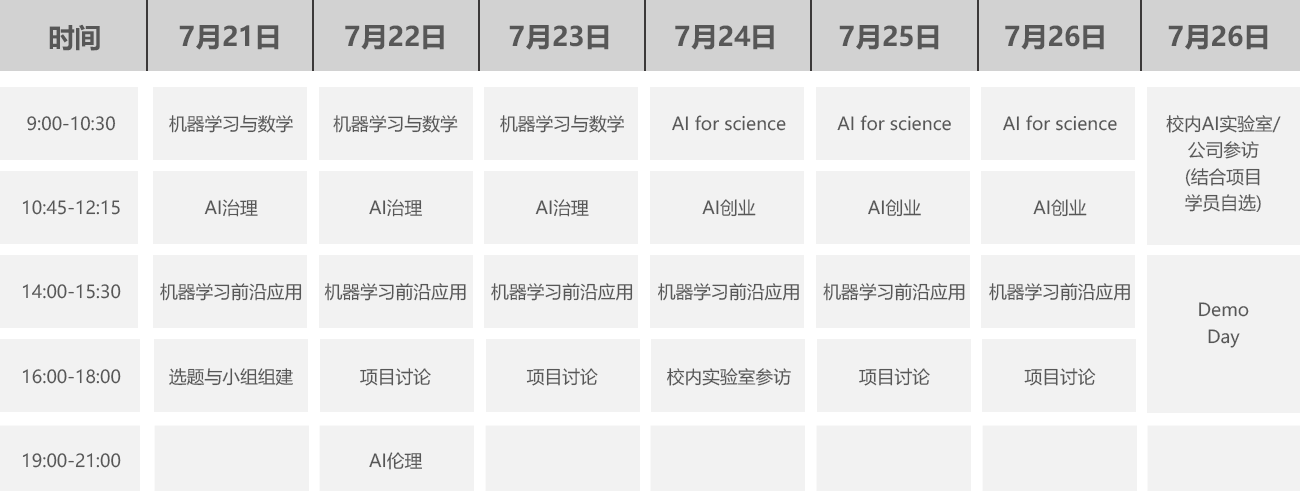 时间 7月21日 7月22日 7月23日 7月24日 7月25日 7月26日 7月26日
9:00-10:30 机器学习与数学 机器学习与数学 机器学习与数学 AI for science AI for science AI for science 校内AI实验室/
公司参访
(结合项目
学员自选)
10:45-12:15 AI治理 AI治理 AI治理 AI创业 AI创业 AI创业
14:00-15:30 机器学习前沿应用 机器学习前沿应用 机器学习前沿应用 机器学习前沿应用 机器学习前沿应用 机器学习前沿应用 Demo
Day
16:00-18:00 选题与小组组建 项目讨论 项目讨论 校内实验室参访 项目讨论 项目讨论
19:00-21:00 AI伦理